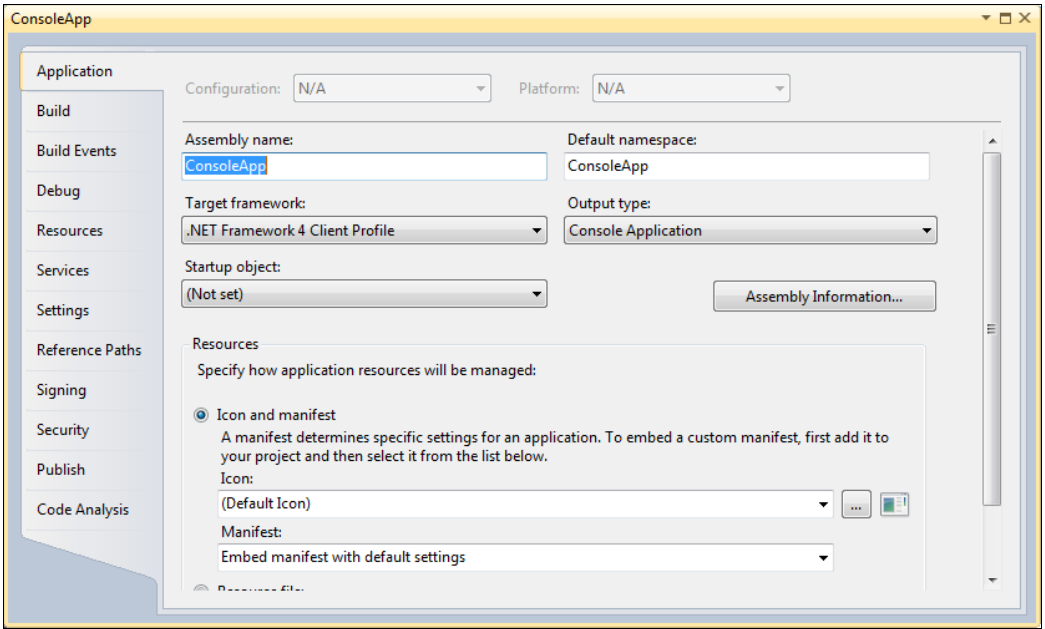 ConsoleApp
Application
Build
Build Events
Debug
Resources
Services
Settings
Reference Paths
Signing
Security
Publish
Code Analysis
Configuration: N/A Platform: N/A
Assembly name: Default namespace:
ConsoleApp ConsoleApp
Target framework: Output type:
.NET Framework 4 Client Profile Console Application
Startup object:
(Not set) Assembly Information...
Resources
Specify how application resources will be managed:
Icon and manifest
A manifest determines specific settings for an application. To embed a custom manifest, first add it to
your project and then select it from the list below.
Icon:
(Default Icon) ...
Manifest:
Embed manifest with default settings
Resource file: